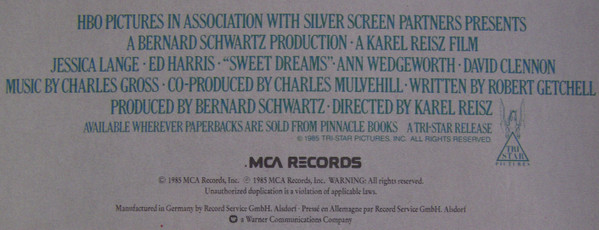 HBO PICTURES IN ASSOCIATION WITH SILVER SCREEN PARTNERS PRESENTS
A BERNARD SCHWARTZ PRODUCTION · A KAREL REISZ FILM
JESSICA LANGE · ED HARRIS · "SWEET DREAMS" · ANN WEDGEWORTH · DAVID CLENNON
MUSIC BY CHARLES GROSS · CO-PRODUCED BY CHARLES MULVEHILL · WRITTEN BY ROBERT GETCHELL
PRODUCED BY BERNARD SCHWARTZ · DIRECTED BY KAREL REISZ
AVAILABLE WHEREVER PAPERBACKS ARE SOLD FROM PINNACLE BOOKS A TRI-STAR RELEASE
© 1985 TRI-STAR PICTURES, INC. ALL RIGHTS RESERVED.
TRI
STAR
PICTURES
MCA RECORDS
© 1985 MCA Records, Inc. ℗ 1985 MCA Records, Inc. WARNING: All rights reserved.
Unauthorized duplication is a violation of applicable laws.
Manufactured in Germany by Record Service GmbH, Alsdorf · Pressé en Allemagne par Record Service GmbH. Alsdorf
a Warner Communications Company